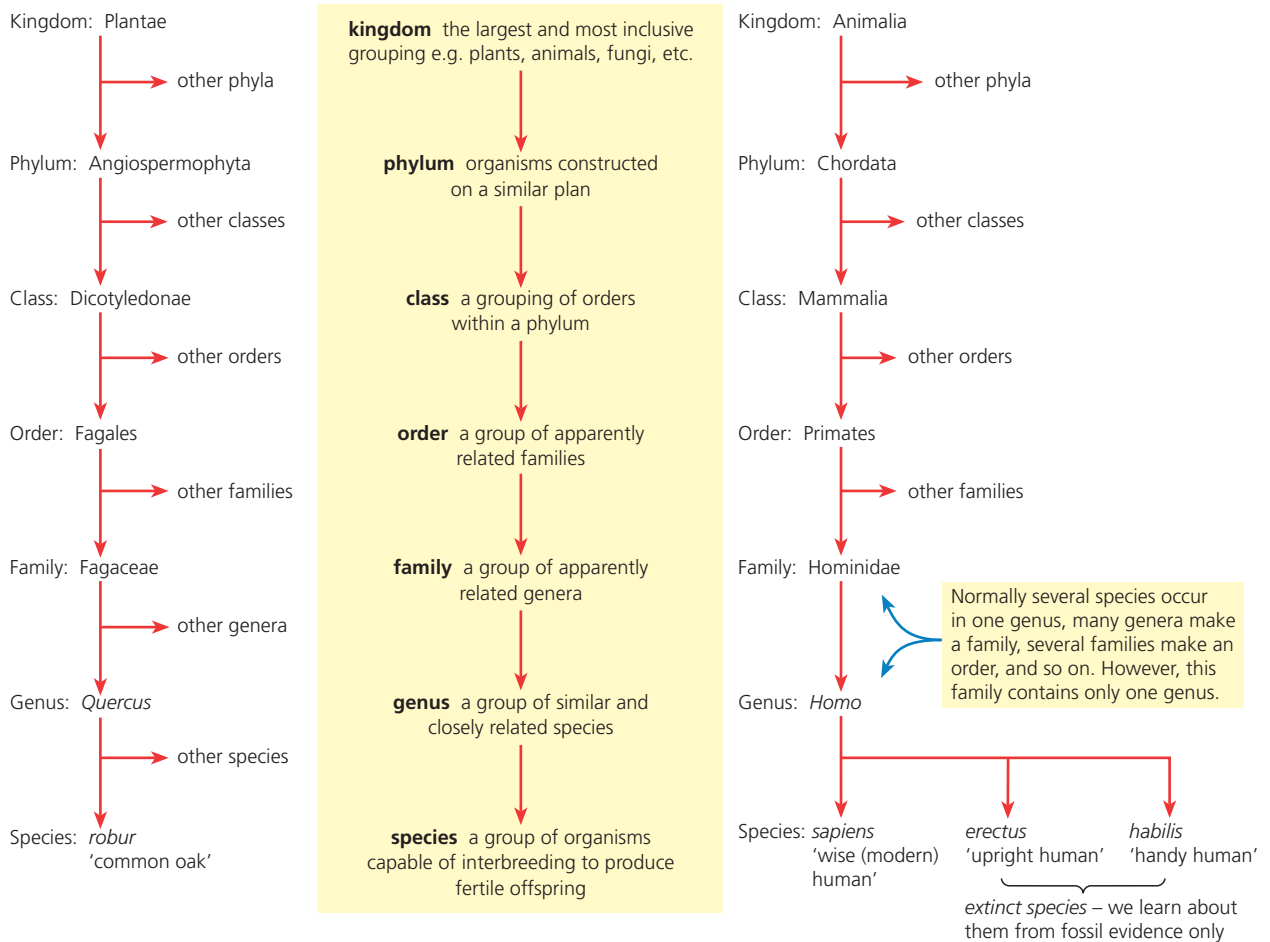 Kingdom: Plantae
other phyla
Phylum: Angiospermophyta
other classes
Class: Dicotyledonae
other orders
Order: Fagales
other families
Family: Fagaceae
other genera
Genus: Quercus
other species
Species: robur
'common oak'
kingdom the largest and most inclusive
grouping e.g. plants, animals, fungi, etc.
phylum organisms constructed
on a similar plan
class a grouping of orders
within a phylum
order a group of apparently
related families
family a group of apparently
related genera
genus a group of similar and
closely related species
species a group of organisms
capable of interbreeding to produce
fertile offspring
Kingdom: Animalia
other phyla
Phylum: Chordata
other classes
Class: Mammalia
other orders
Order: Primates
other families
Family: Hominidae
Normally several species occur
in one genus, many genera make
a family, several families make an
order, and so on. However, this
family contains only one genus.
Genus: Homo
Species: sapiens
'wise (modern)
human'
erectus
'upright human'
habilis
'handy human'
extinct species – we learn about
them from fossil evidence only